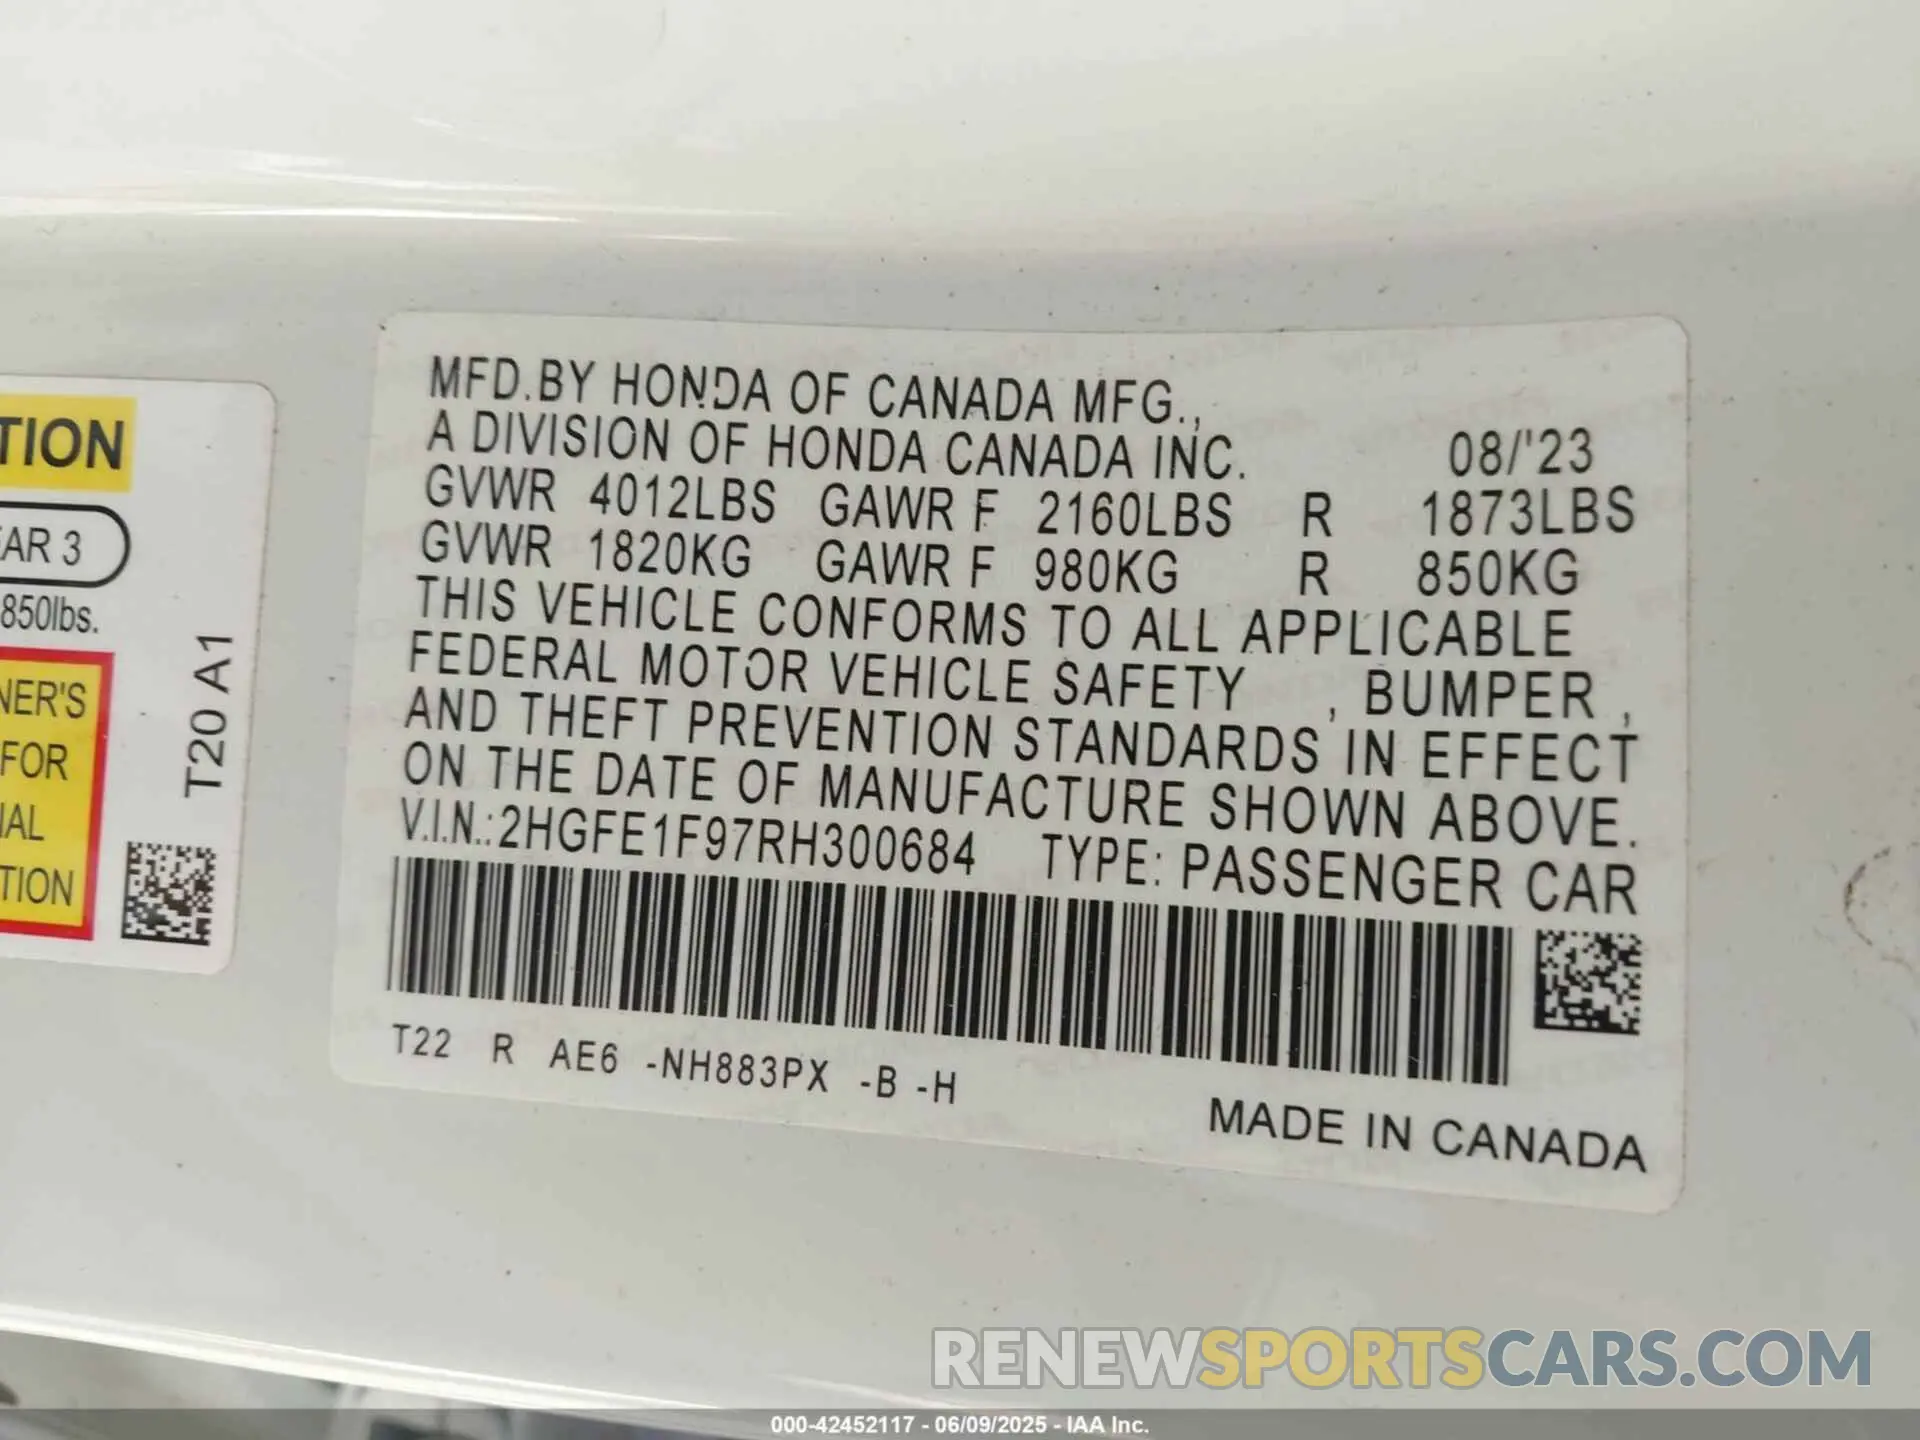 TION
AR 3
850lbs.
NER'S
FOR
IAL
TION
T20 A1
MFD.BY HONDA OF CANADA MFG.,
A DIVISION OF HONDA CANADA INC. 08/'23
GVWR 4012LBS GAWR F 2160LBS R 1873LBS
GVWR 1820KG GAWR F 980KG R 850KG
THIS VEHICLE CONFORMS TO ALL APPLICABLE
FEDERAL MOTOR VEHICLE SAFETY , BUMPER ,
AND THEFT PREVENTION STANDARDS IN EFFECT
ON THE DATE OF MANUFACTURE SHOWN ABOVE.
V.I.N.:2HGFE1F97RH300684 TYPE: PASSENGER CAR
T22 R AE6 -NH883PX -B -H
MADE IN CANADA
RENEWSPORTSCARS.COM
000-42452117 - 06/09/2025 - IAA Inc.